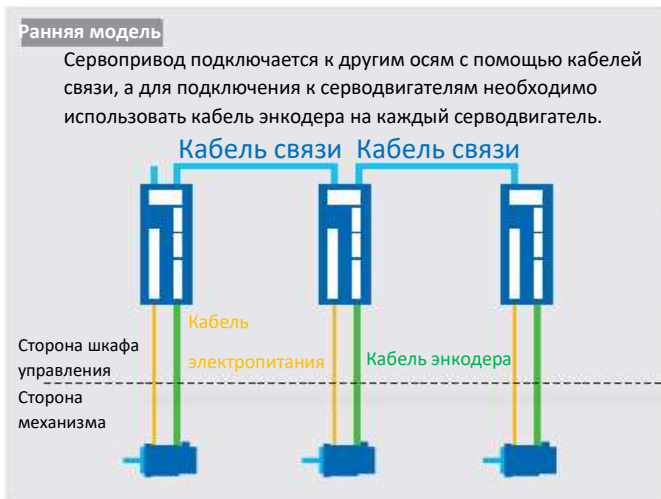 Ранняя модель
Сервопривод подключается к другим осям с помощью кабелей
связи, а для подключения к серводвигателям необходимо
использовать кабель энкодера на каждый серводвигатель.
Кабель связи Кабель связи
Кабель
электропитания
Кабель энкодера
Сторона шкафа
управления
Сторона
механизма